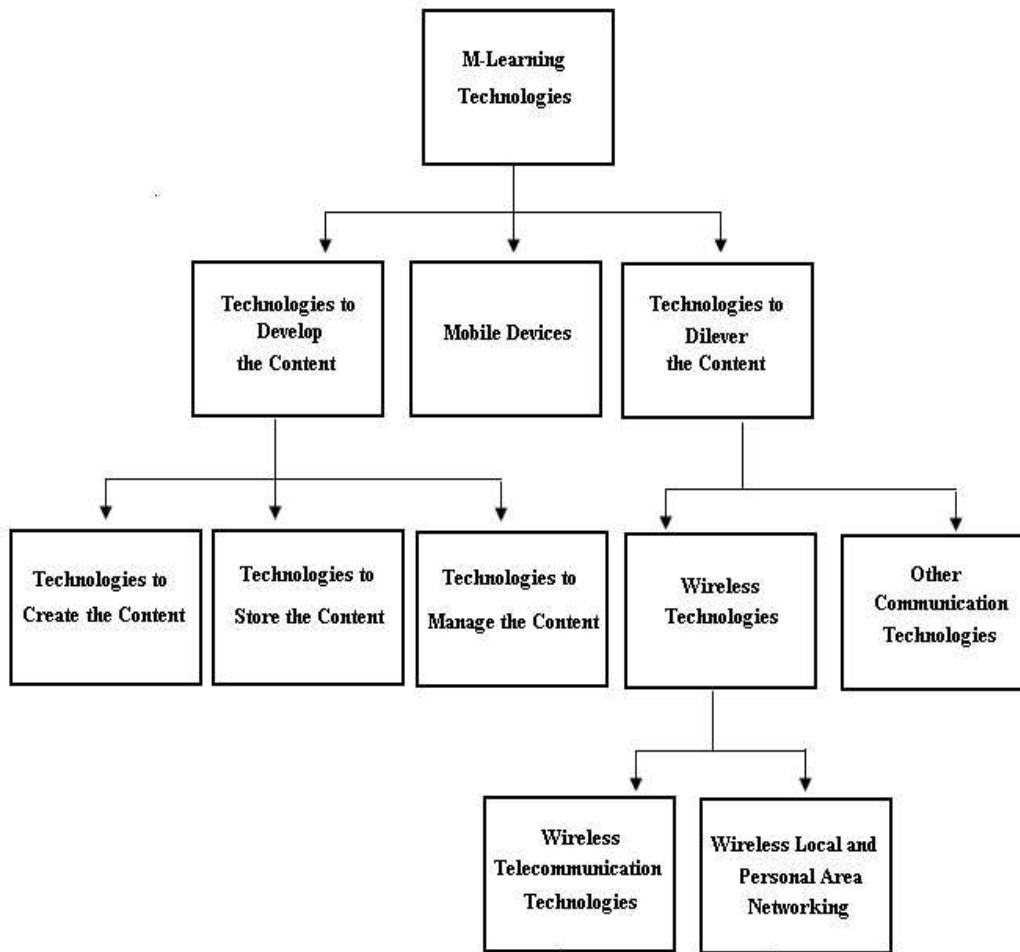 M-Learning
Technologies
Technologies to
Develop
the Content
Mobile Devices
Technologies to
Dilever
the Content
Technologies to
Create the Content
Technologies to
Store the Content
Technologies to
Manage the Content
Wireless
Technologies
Other
Communication
Technologies
Wireless
Telecommunication
Technologies
Wireless Local and
Personal Area
Networking